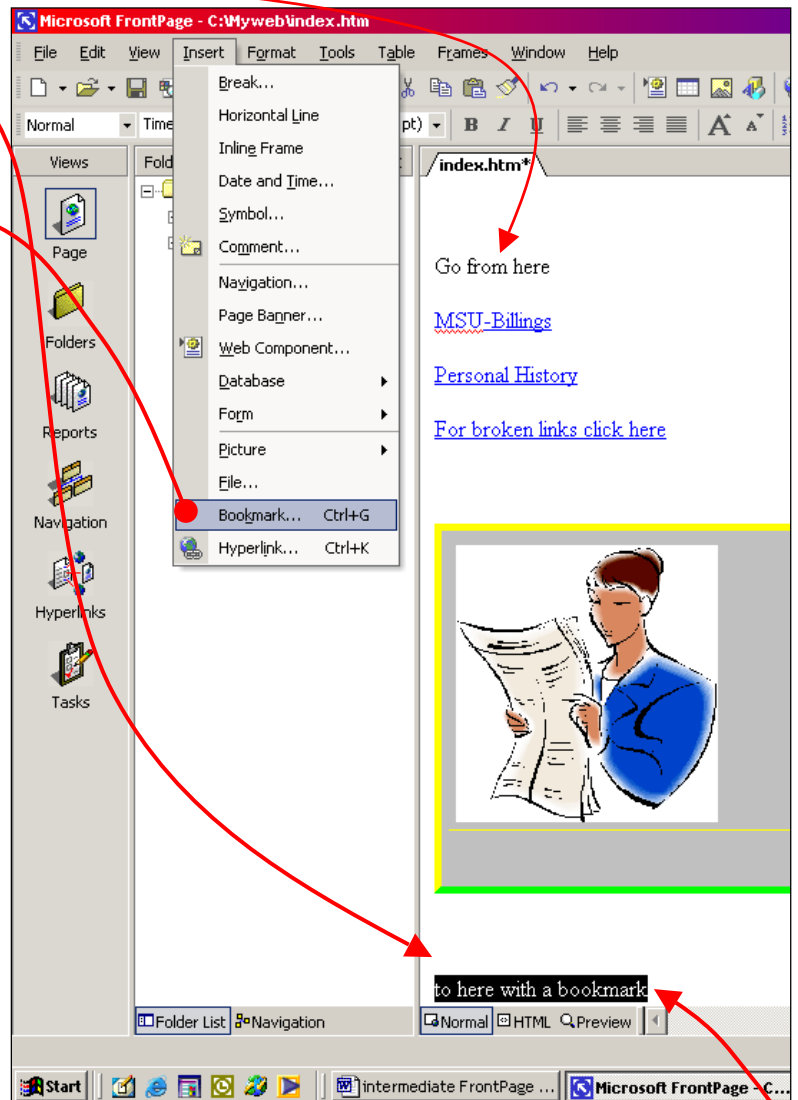 Microsoft FrontPage - C:\Myweb\index.htm
File Edit View Insert Format Tools Table Frames Window Help
Normal Time pt) B I U A A
Views Fold index.htm*
Break...
Horizontal Line
Inline Frame
Date and Time...
Symbol...
Comment...
Navigation...
Page Banner...
Web Component...
Database
Form
Picture
File...
Bookmark... Ctrl+G
Hyperlink... Ctrl+K
Page
Folders
Reports
Navigation
Hyperlinks
Tasks
Go from here
MSU-Billings
Personal History
For broken links click here
to here with a bookmark
Folder List Navigation Normal HTML Preview
Start intermediate FrontPage ... Microsoft FrontPage - C...